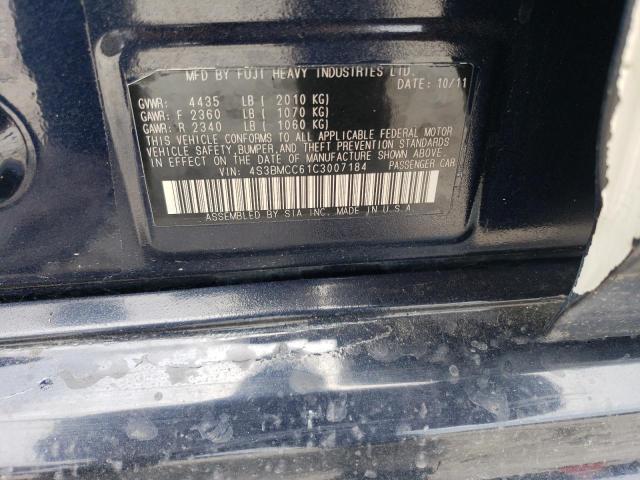 MFD BY FUJI HEAVY INDUSTRIES LTD.
DATE: 10/11
GVWR: 4435 LB ( 2010 KG)
GAWR: F 2360 LB ( 1070 KG)
GAWR: R 2340 LB ( 1060 KG)
THIS VEHICLE CONFORMS TO ALL APPLICABLE FEDERAL MOTOR
VEHICLE SAFETY, BUMPER, AND THEFT PREVENTION STANDARDS
IN EFFECT ON THE DATE OF MANUFACTURE SHOWN ABOVE.
VIN: 4S3BMCC61C3007184 PASSENGER CAR
ASSEMBLED BY SIA INC. MADE IN U.S.A